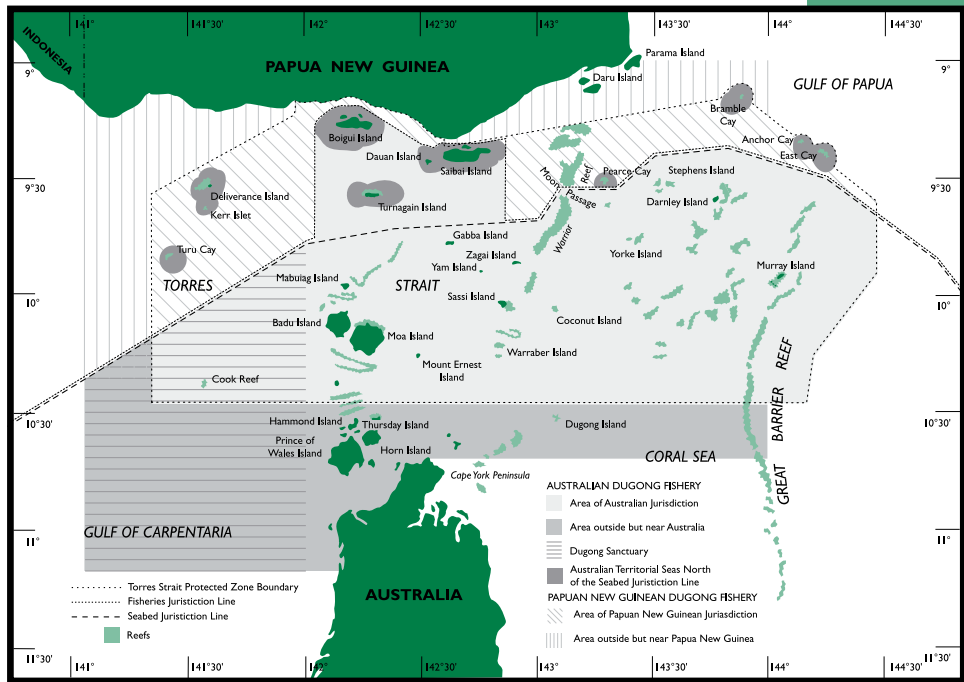 141°
141°30'
142°
142°30'
143°
143°30'
144°
144°30'
INDONESIA
PAPUA NEW GUINEA
Parama Island
Daru Island
9°
9°
GULF OF PAPUA
Bramble
Cay
Boigui Island
Anchor Cay
Dauan Island
East Cay
Saibai Island
Moon
Passage
Reef
Warrior
Pearce Cay
Stephens Island
9°30'
9°30'
Deliverance Island
Kerr Islet
Turnagain Island
Darnley Island
Gabba Island
Turu Cay
Zagai
Island
Yam Island
Yorke Island
Murray Island
TORRES
STRAIT
Mabuiag Island
10°
10°
Sassi Island
Badu Island
Coconut Island
Moa Island
Warraber Island
Mount Ernest
Island
Cook Reef
GREAT BARRIER REEF
10°30'
10°30'
Hammond Island
Thursday Island
Dugong Island
Prince of
Wales Island
Horn Island
CORAL SEA
Cape York Peninsula
AUSTRALIAN DUGONG FISHERY
Area of Australian Jurisdiction
Area outside but near Australia
GULF OF CARPENTARIA
11°
11°
Dugong Sanctuary
Australian Territorial Seas North
of the Seabed Juristiction Line
Torres Strait Protected Zone Boundary
Fisheries Juristiction Line
Seabed Juristiction Line
Reefs
AUSTRALIA
PAPUAN NEW GUINEAN DUGONG FISHERY
Area of Papuan New Guinean Juriasdiction
Area outside but near Papua New Guinea
11°30'
11°30'
141°
141°30'
142°
142°30'
143°
143°30'
144°
144°30'